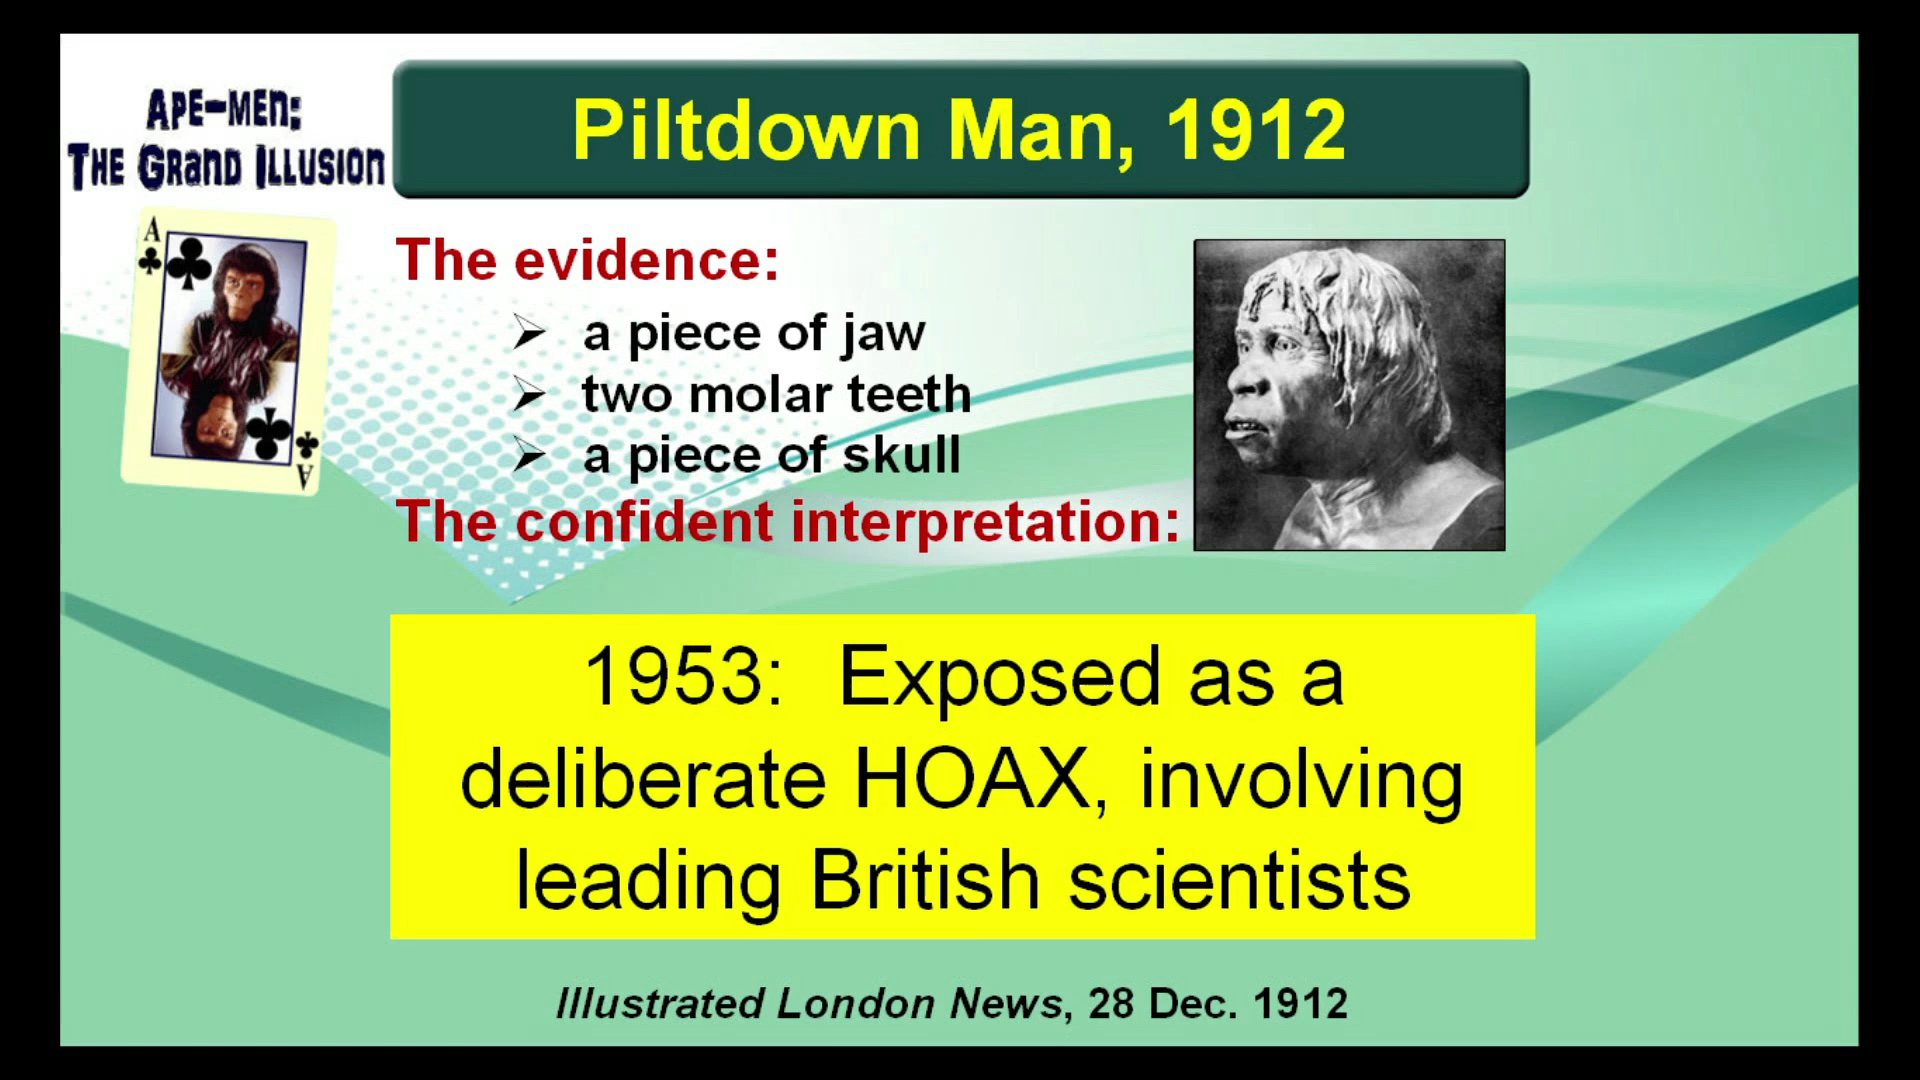 APE-MEN:
THE GRAND ILLUSION
Piltdown Man, 1912
A
The evidence:
➢ a piece of jaw
➢ two molar teeth
➢ a piece of skull
A
The confident interpretation:
1953: Exposed as a
deliberate HOAX, involving
leading British scientists
Illustrated London News, 28 Dec. 1912